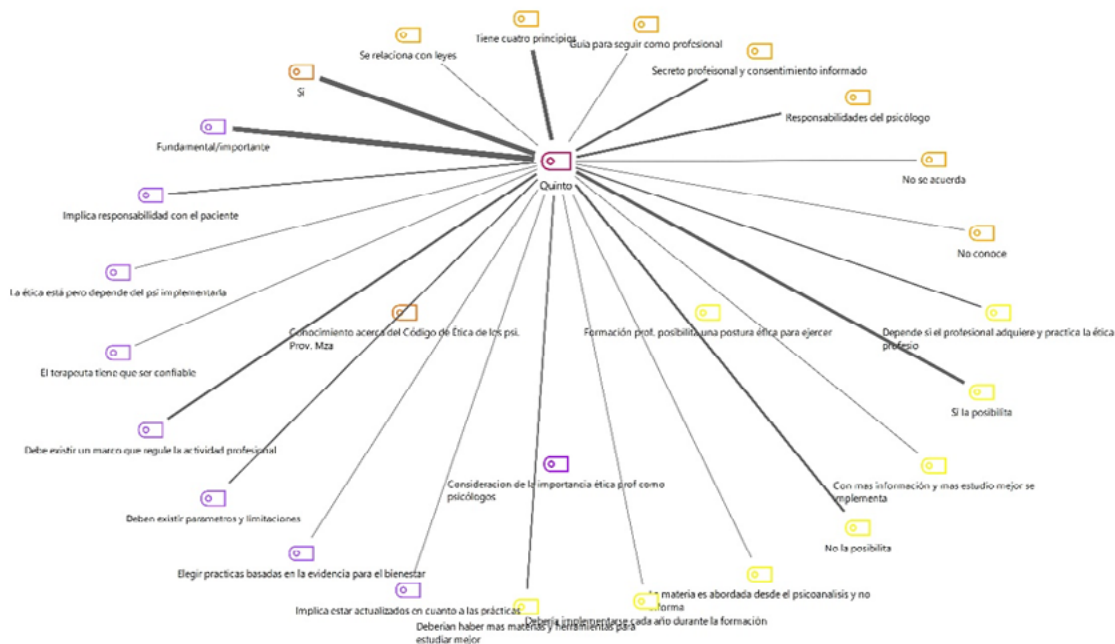 Tiene cuatro principios
Guía para seguir como profesional
Se relaciona con leyes
Secreto profeisonal y consentimiento informado
Si
Responsabilidades del psicólogo
Fundamental/importante
No se acuerda
Quinto
Implica responsabilidad con el paciente
No conoce
La ética está pero depende del psi implementarla
Conocimiento acerca del Código de Ética de los psi.
Prov. Mza
Formación prof. posibilita una postura ética para ejercer
Depende si el profesional adquiere y practica la ética
profesio
El terapeuta tiene que ser confiable
Si la posibilita
Debe existir un marco que regule la actividad profesional
Consideracion de la importancia ética prof como
psicólogos
Con mas información y mas estudio mejor se
implementa
Deben existir parametros y limitaciones
No la posibilita
Elegir practicas basadas en la evidencia para el bienestar
materia es abordada desde el psicoanalisis y no
Implica estar actualizados en cuanto a las prácticas
Deberían haber mas materias y herramientas para
estudiar mejor
Debería implementarse cada año durante la formación